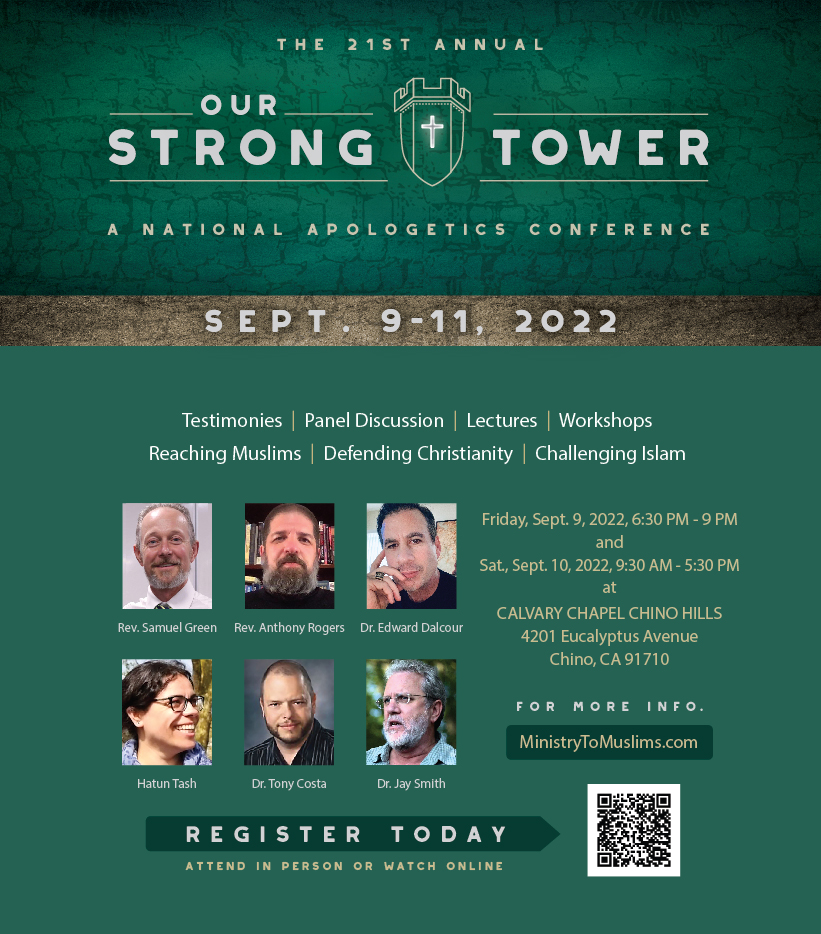 THE 21ST ANNUAL
OUR
STRONG TOWER
A NATIONAL APOLOGETICS CONFERENCE
SEPT. 9-11, 2022
Testimonies | Panel Discussion | Lectures | Workshops
Reaching Muslims | Defending Christianity | Challenging Islam
Rev. Samuel Green
Rev. Anthony Rogers
Dr. Edward Dalcour
Hatun Tash
Dr. Tony Costa
Dr. Jay Smith
Friday, Sept. 9, 2022, 6:30 PM - 9 PM
and
Sat., Sept. 10, 2022, 9:30 AM - 5:30 PM
at
CALVARY CHAPEL CHINO HILLS
4201 Eucalyptus Avenue
Chino, CA 91710
FOR MORE INFO.
MinistryToMuslims.com
REGISTER TODAY
ATTEND IN PERSON OR WATCH ONLINE